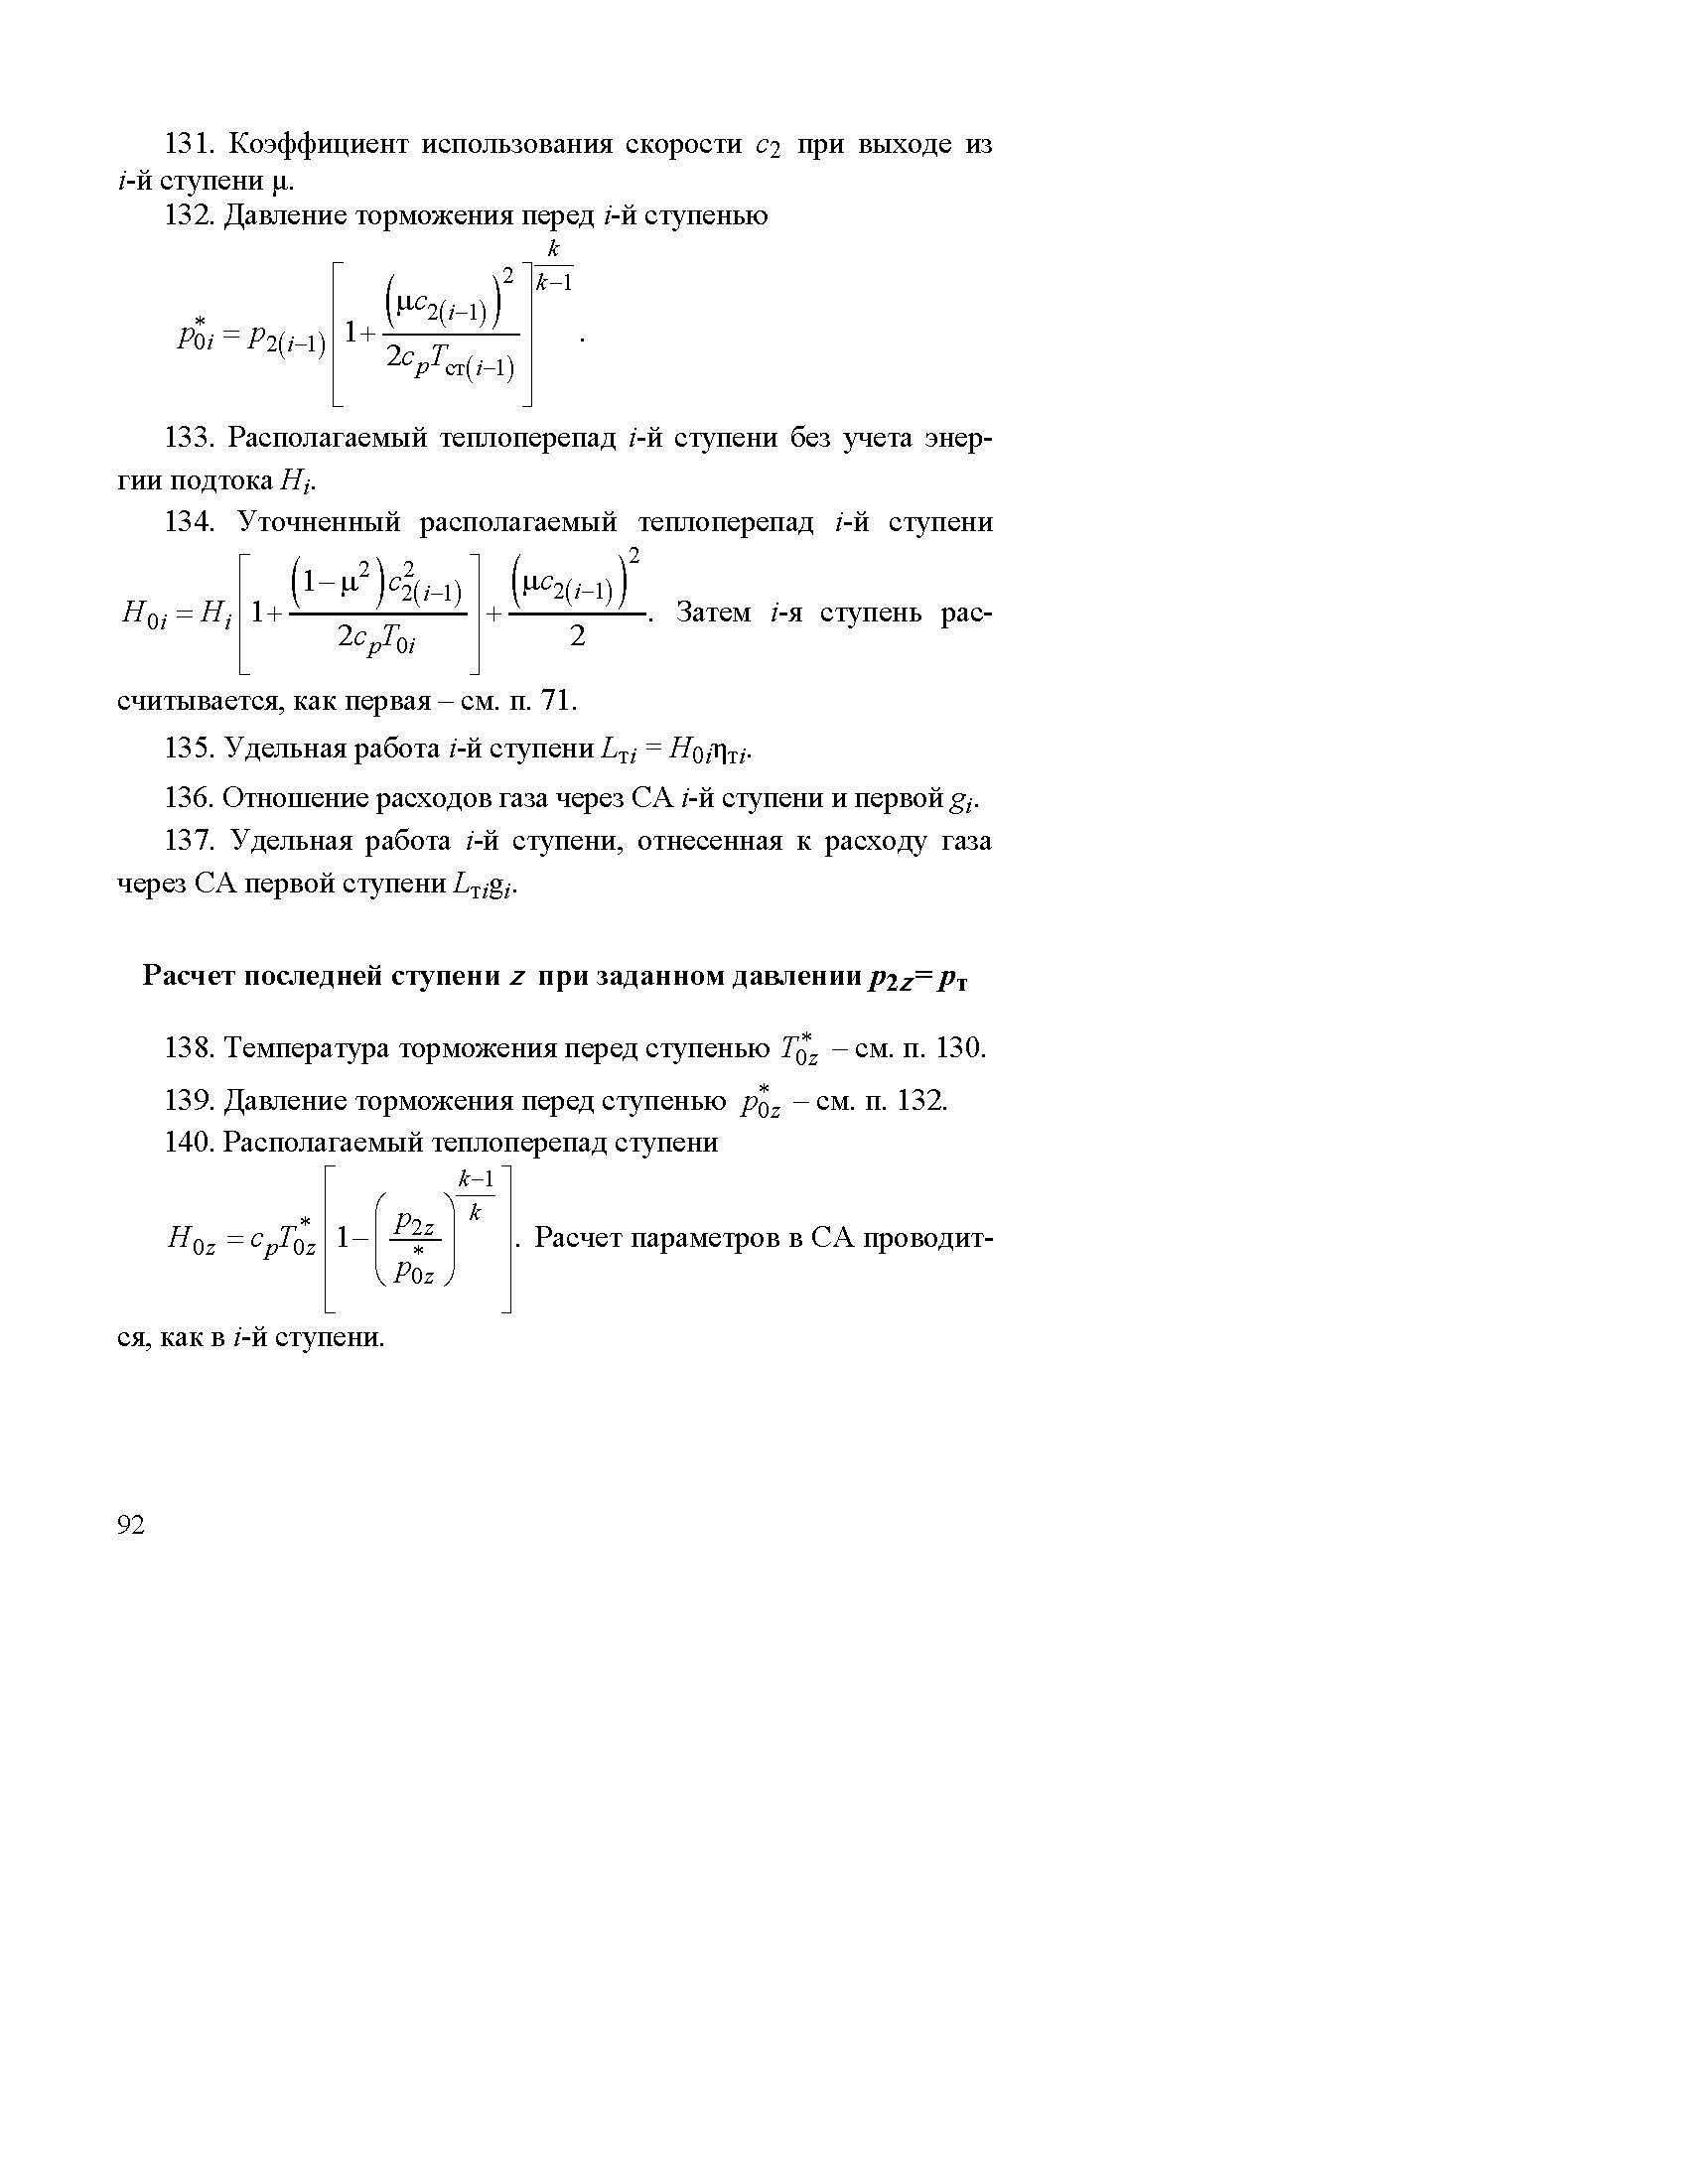 131. Коэффициент использования скорости c₂ при выходе из
i-й ступени μ.
132. Давление торможения перед i-й ступенью
p*₀ᵢ = p₂₍ᵢ₋₁₎ [1 + (μc₂₍ᵢ₋₁₎)² / (2cₚT_ст(i–1))]^(k/(k–1)).
133. Располагаемый теплоперепад i-й ступени без учета энер-
гии подтока Hᵢ.
134. Уточненный располагаемый теплоперепад i-й ступени
H₀ᵢ = Hᵢ [1 + (1 – μ²)c²₂₍ᵢ₋₁₎ / (2cₚT₀ᵢ)] + (μc₂₍ᵢ₋₁₎)² / 2. Затем i-я ступень рас-
считывается, как первая – см. п. 71.
135. Удельная работа i-й ступени Lтi = H₀ᵢηтi.
136. Отношение расходов газа через СА i-й ступени и первой gᵢ.
137. Удельная работа i-й ступени, отнесенная к расходу газа
через СА первой ступени Lтigᵢ.
Расчет последней ступени z при заданном давлении p2z = pт
138. Температура торможения перед ступенью T*0z – см. п. 130.
139. Давление торможения перед ступенью p*0z – см. п. 132.
140. Располагаемый теплоперепад ступени
H0z = cₚT*0z [1 – (p2z / p*0z)^((k–1)/k)]. Расчет параметров в СА проводит-
ся, как в i-й ступени.
92